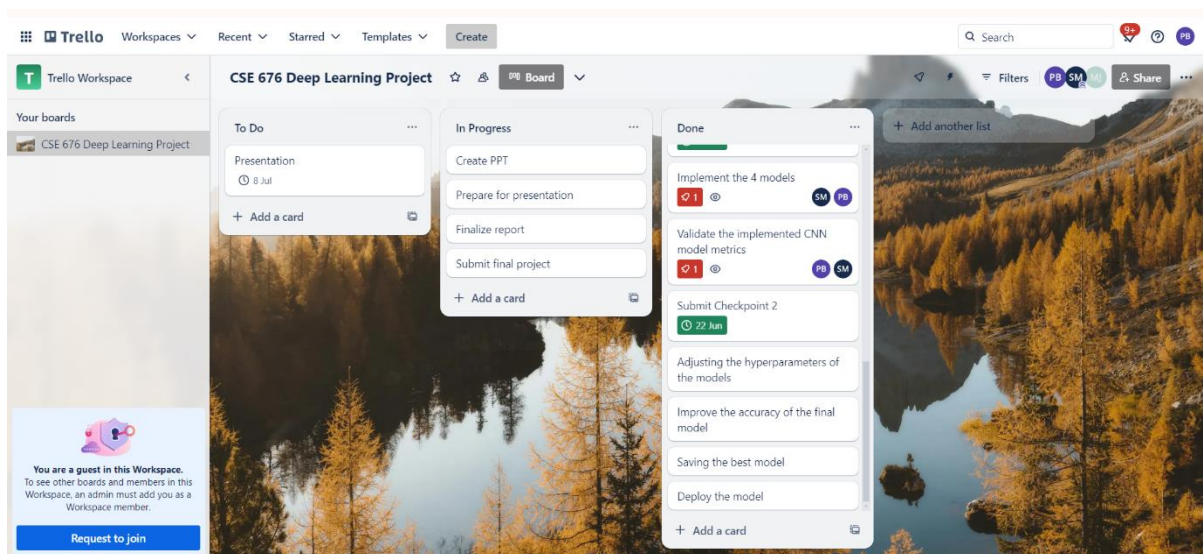 Trello Workspaces Recent Starred Templates Create Search 9+ PB
T Trello Workspace
Your boards
CSE 676 Deep Learning Project
You are a guest in this Workspace.
To see other boards and members in this
Workspace, an admin must add you as a
Workspace member.
Request to join
CSE 676 Deep Learning Project Board Filters PB SM MJ Share
To Do
Presentation
8 Jul
+ Add a card
In Progress
Create PPT
Prepare for presentation
Finalize report
Submit final project
+ Add a card
Done
Implement the 4 models
1 SM PB
Validate the implemented CNN
model metrics
1 PB SM
Submit Checkpoint 2
22 Jun
Adjusting the hyperparameters of
the models
Improve the accuracy of the final
model
Saving the best model
Deploy the model
+ Add a card
+ Add another list